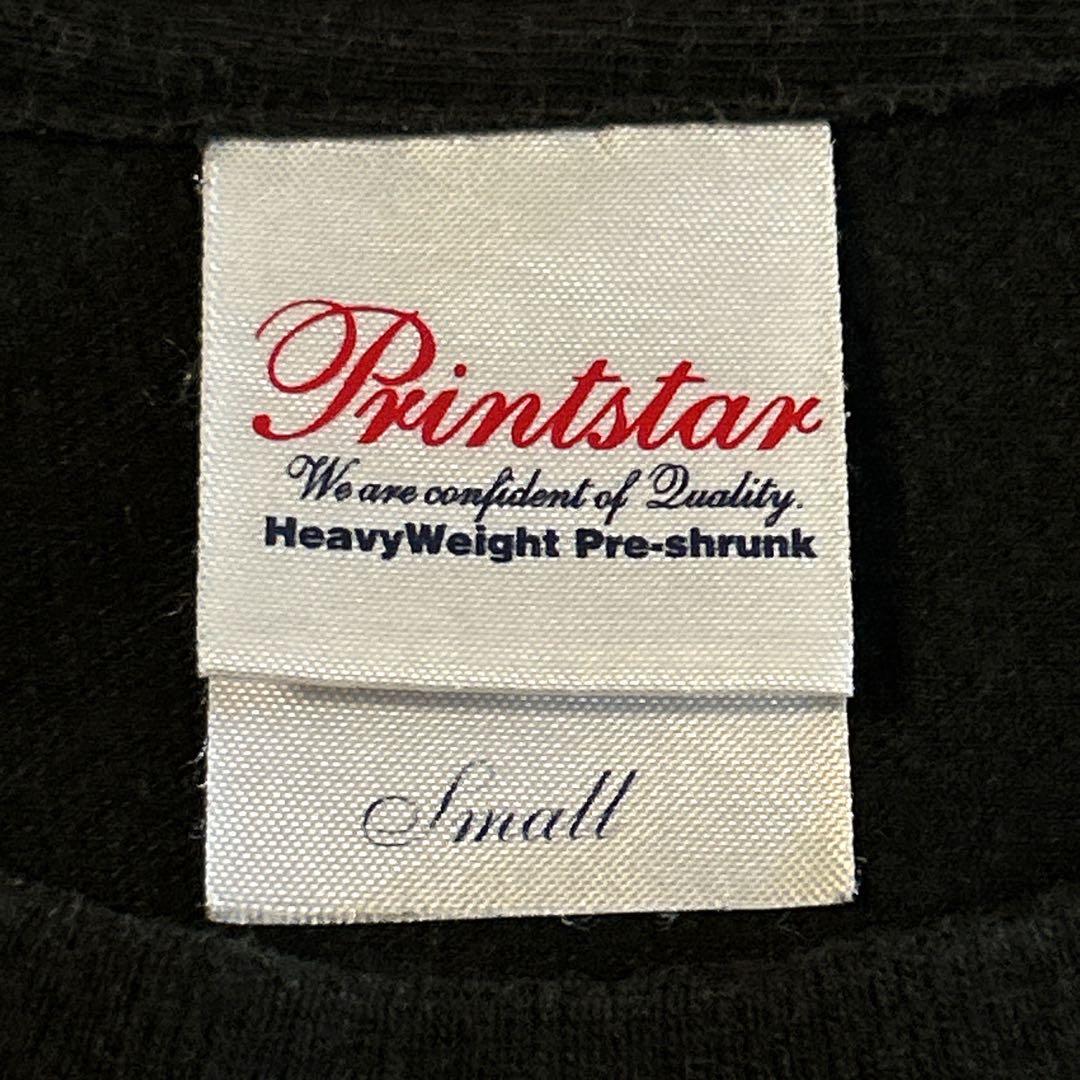 Printstar
We are confident of Quality.
HeavyWeight Pre-shrunk
Small